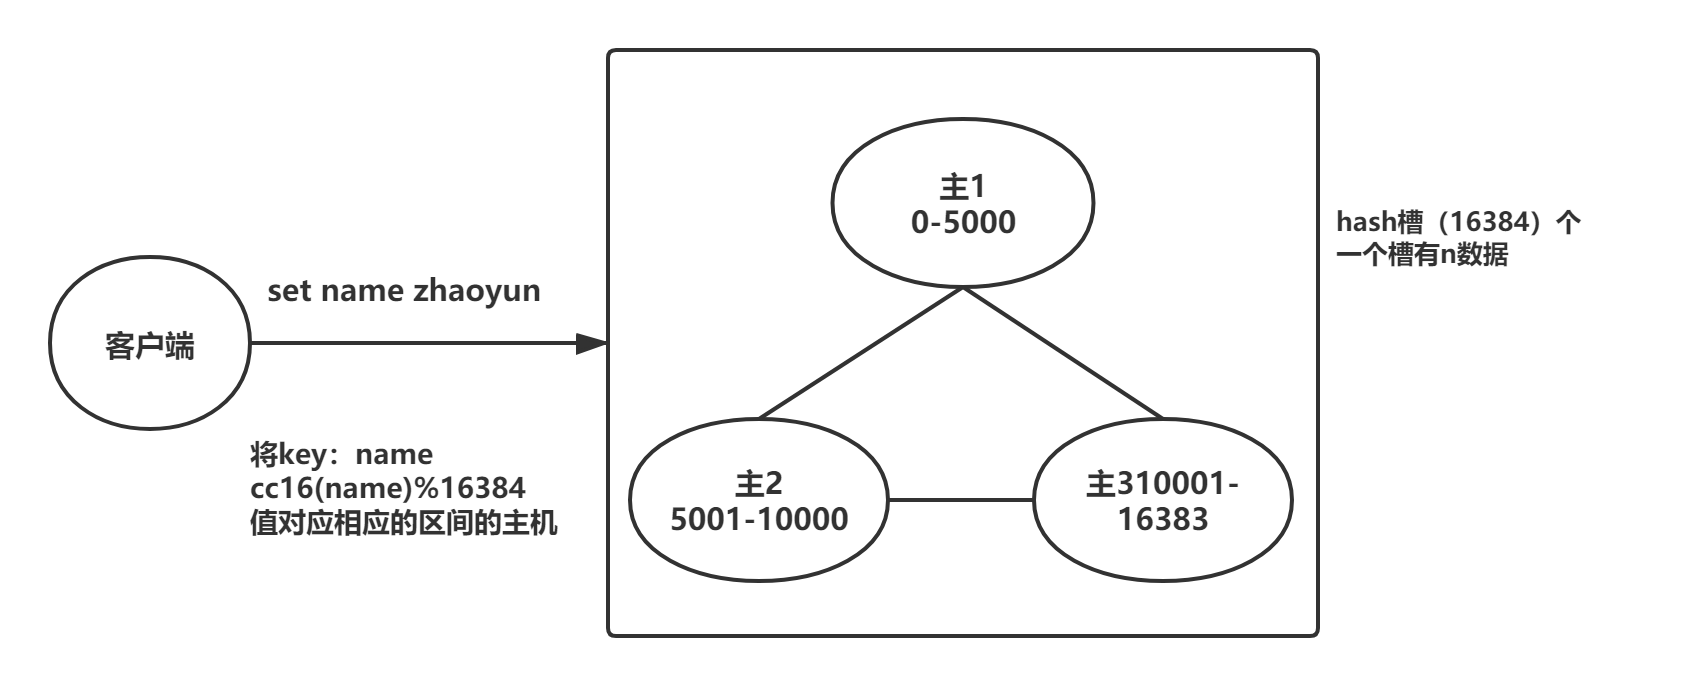 客户端
set name zhaoyun
将key：name
cc16(name)%16384
值对应相应的区间的主机
主1
0-5000
主2
5001-10000
主310001-
16383
hash槽（16384）个
一个槽有n数据